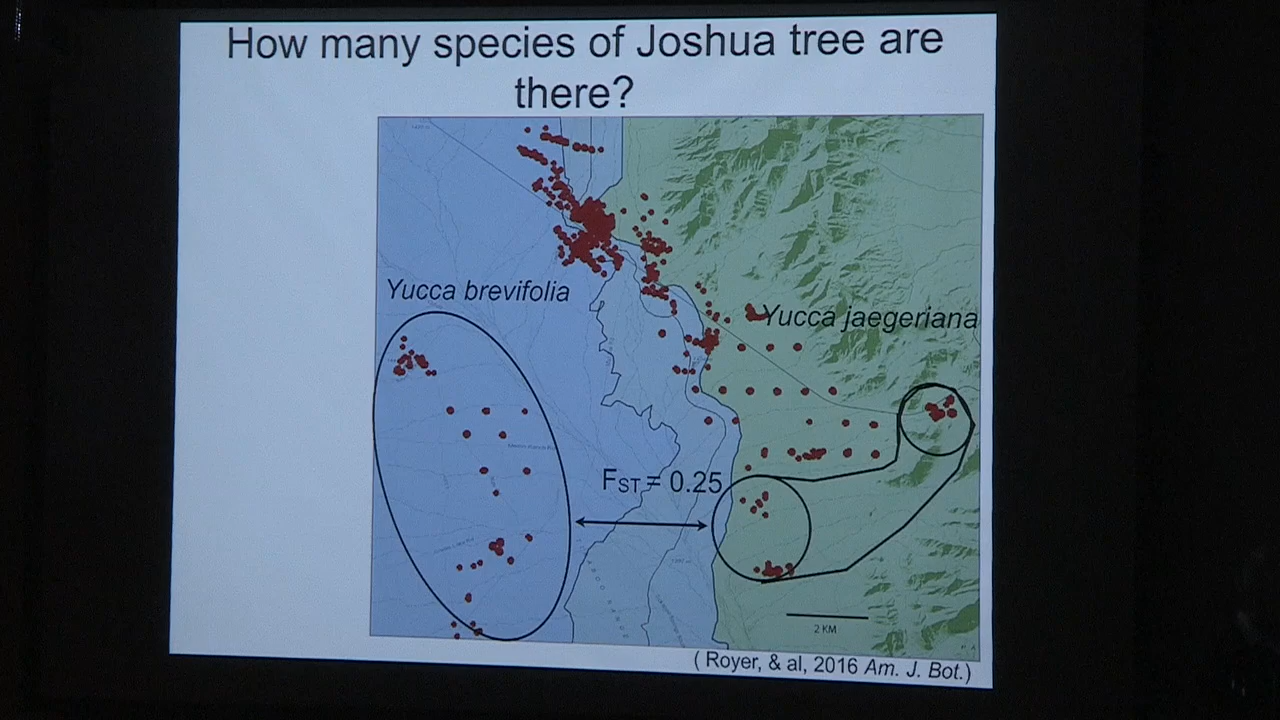 How many species of Joshua tree are
there?
Yucca brevifolia
Yucca jaegeriana
FST = 0.25
2 KM
( Royer, & al, 2016 Am. J. Bot.)